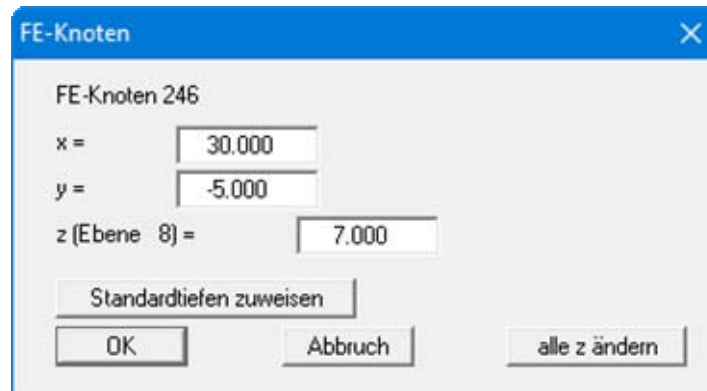 FE-Knoten
FE-Knoten 246
x = 30.000
y = -5.000
z (Ebene 8) = 7.000
Standardtiefen zuweisen
OK Abbruch alle z ändern